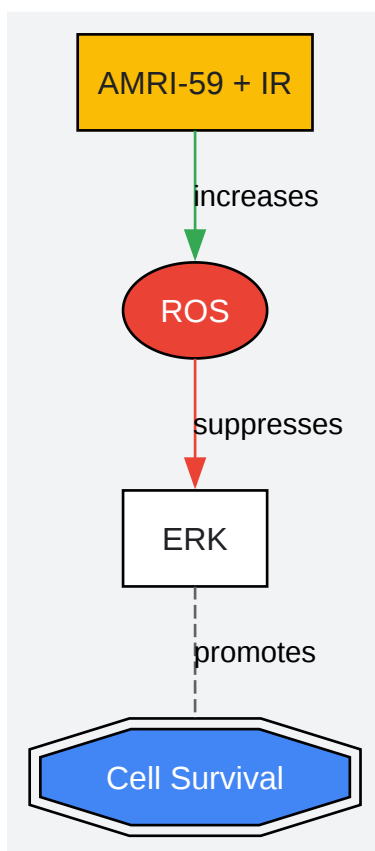 AMRI-59 + IR
increases
ROS
suppresses
ERK
promotes
Cell Survival